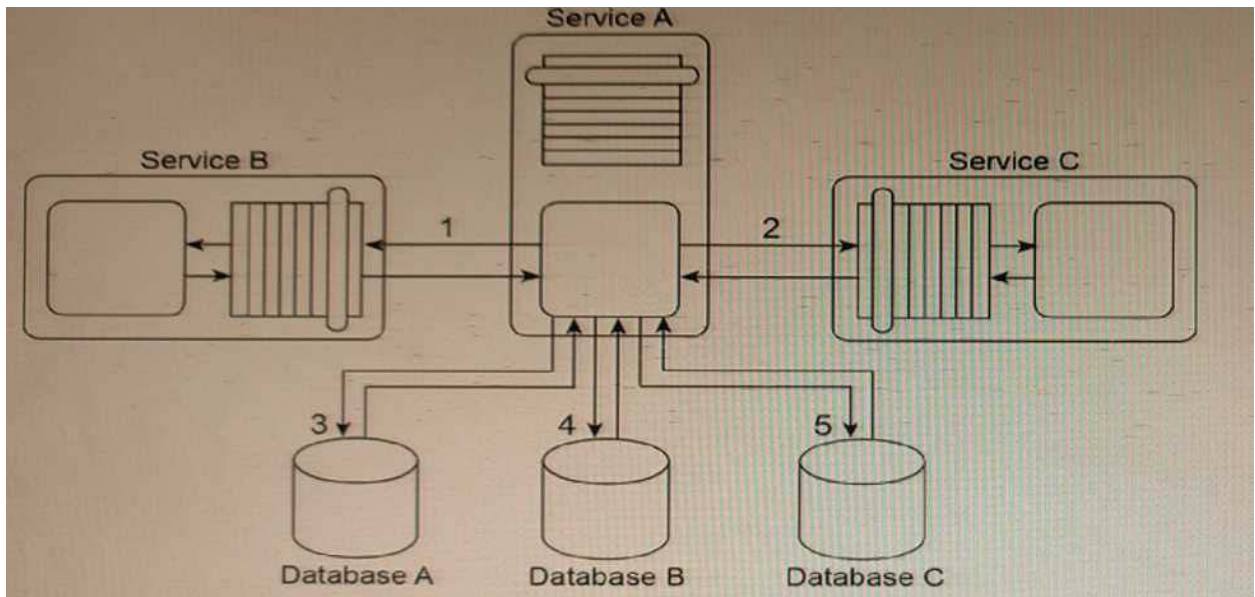 Service A
Service B
Service C
1
2
3
4
5
Database A
Database B
Database C